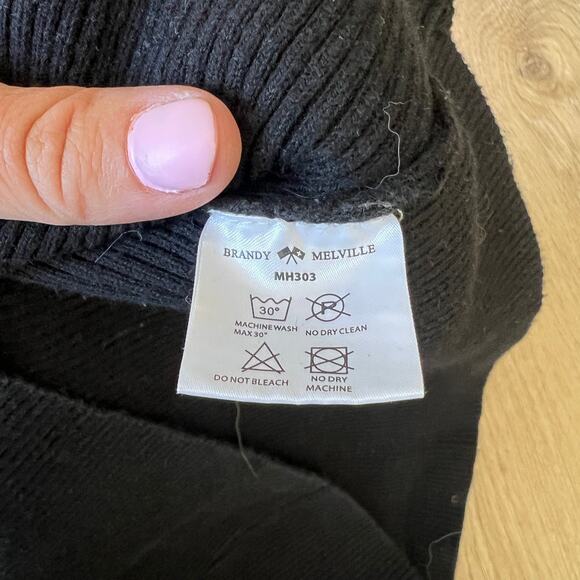 BRANDY MELVILLE
MH303
30°
P
MACHINE WASH
MAX 30°
NO DRY CLEAN
DO NOT BLEACH
NO DRY
MACHINE